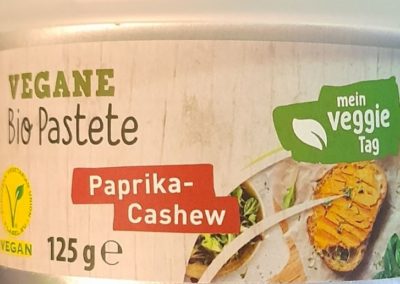 VEGANE
Bio Pastete
mein
veggie
Tag
Paprika-
Cashew
VEGAN
125 g e